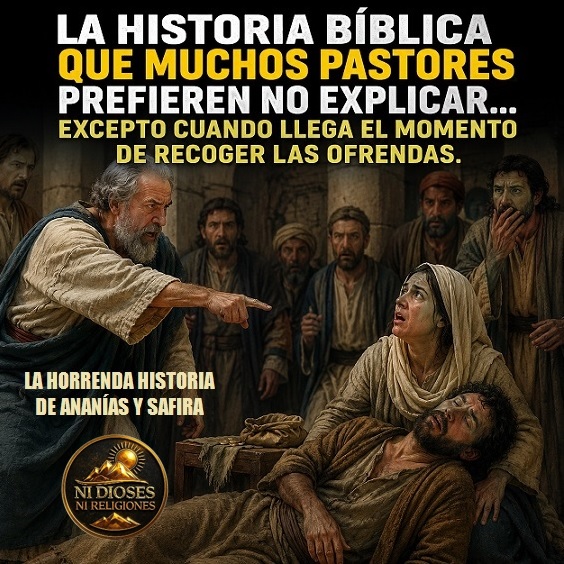 LA HISTORIA BÍBLICA
QUE MUCHOS PASTORES
PREFIEREN NO EXPLICAR...
EXCEPTO CUANDO LLEGA EL MOMENTO
DE RECOGER LAS OFRENDAS.
LA HORRENDA HISTORIA
DE ANANÍAS Y SAFIRA
NI DIOSES
NI RELIGIONES